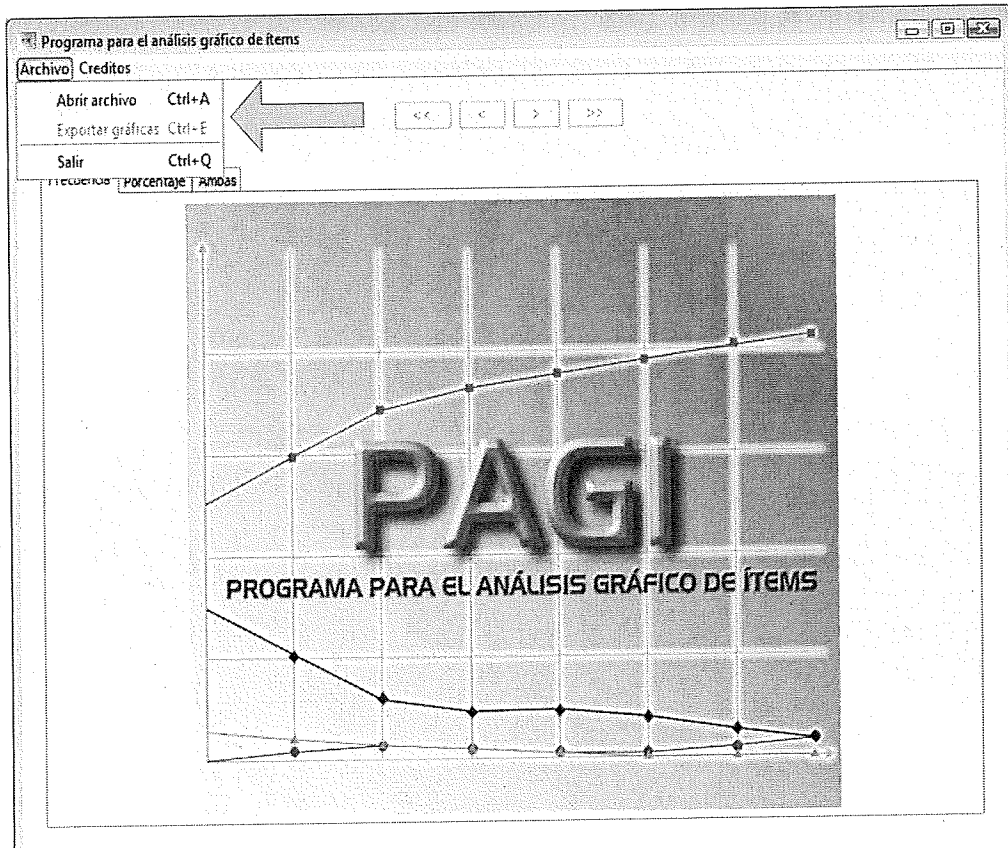 Programa para el análisis gráfico de ítems
Archivo Creditos
Abrir archivo Ctrl+A
Exportar gráficas Ctrl+E
Salir Ctrl+Q
<< < > >>
Frecuencia Porcentaje Ambas
PAGI
PROGRAMA PARA EL ANÁLISIS GRÁFICO DE ÍTEMS